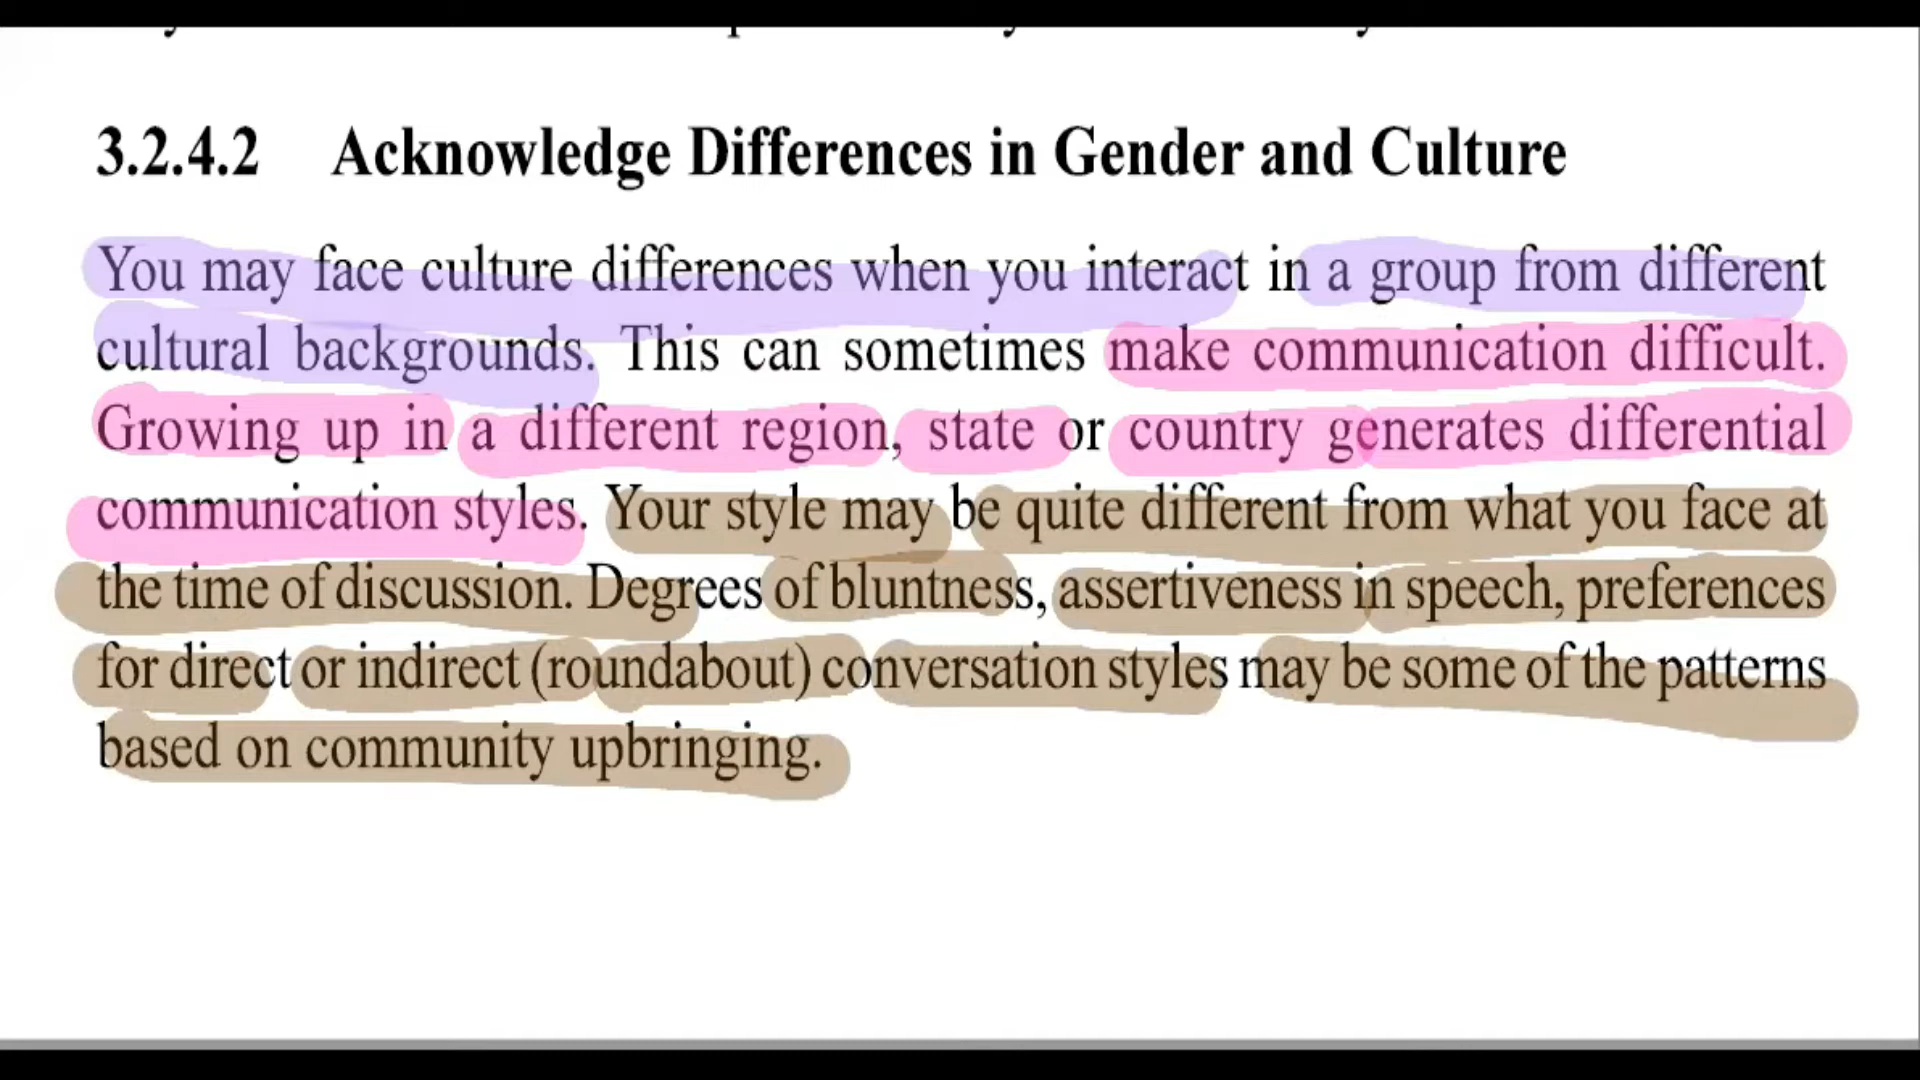 3.2.4.2 Acknowledge Differences in Gender and Culture
You may face culture differences when you interact in a group from different
cultural backgrounds. This can sometimes make communication difficult.
Growing up in a different region, state or country generates differential
communication styles. Your style may be quite different from what you face at
the time of discussion. Degrees of bluntness, assertiveness in speech, preferences
for direct or indirect (roundabout) conversation styles may be some of the patterns
based on community upbringing.